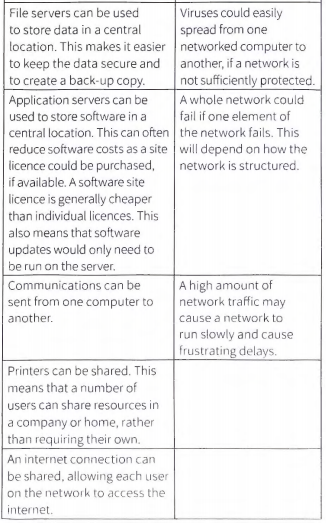 File servers can be used
to store data in a central
location. This makes it easier
to keep the data secure and
to create a back-up copy.
Viruses could easily
spread from one
networked computer to
another, if a network is
not sufficiently protected.
Application servers can be
used to store software in a
central location. This can often
reduce software costs as a site
licence could be purchased,
if available. A software site
licence is generally cheaper
than individual licences. This
also means that software
updates would only need to
be run on the server.
A whole network could
fail if one element of
the network fails. This
will depend on how the
network is structured.
Communications can be
sent from one computer to
another.
A high amount of
network traffic may
cause a network to
run slowly and cause
frustrating delays.
Printers can be shared. This
means that a number of
users can share resources in
a company or home, rather
than requiring their own.
An internet connection can
be shared, allowing each user
on the network to access the
internet.